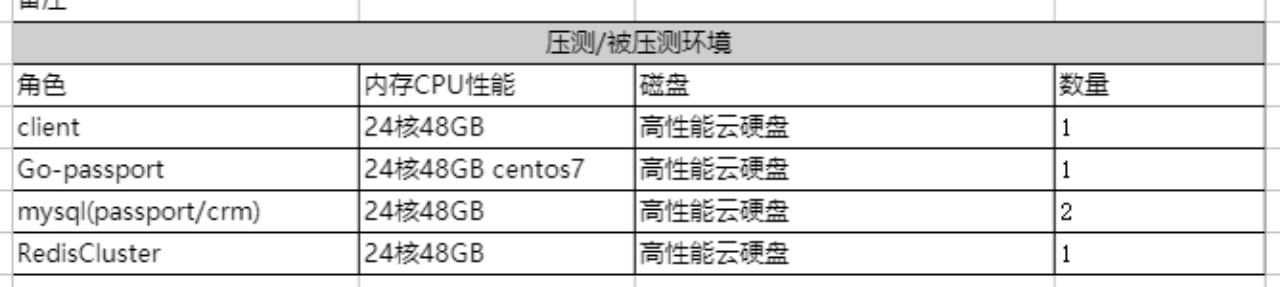 备注
压测/被压测环境
角色 内存CPU性能 磁盘 数量
client 24核48GB 高性能云硬盘 1
Go-passport 24核48GB centos7 高性能云硬盘 1
mysql(passport/crm) 24核48GB 高性能云硬盘 2
RedisCluster 24核48GB 高性能云硬盘 1